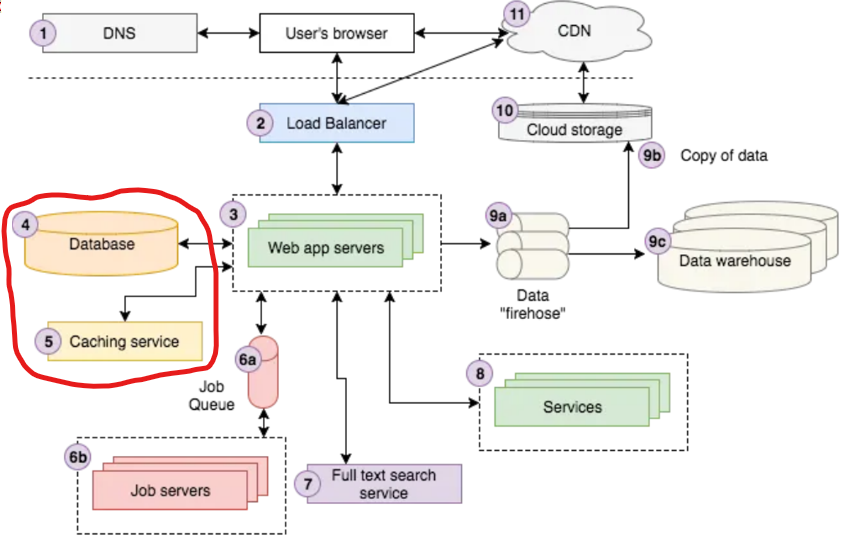 1
DNS
User's browser
11
CDN
2
Load Balancer
10
Cloud storage
9b
Copy of data
4
Database
3
Web app servers
9a
Data
"firehose"
9c
Data warehouse
5
Caching service
6a
Job
Queue
8
Services
6b
Job servers
7
Full text search
service